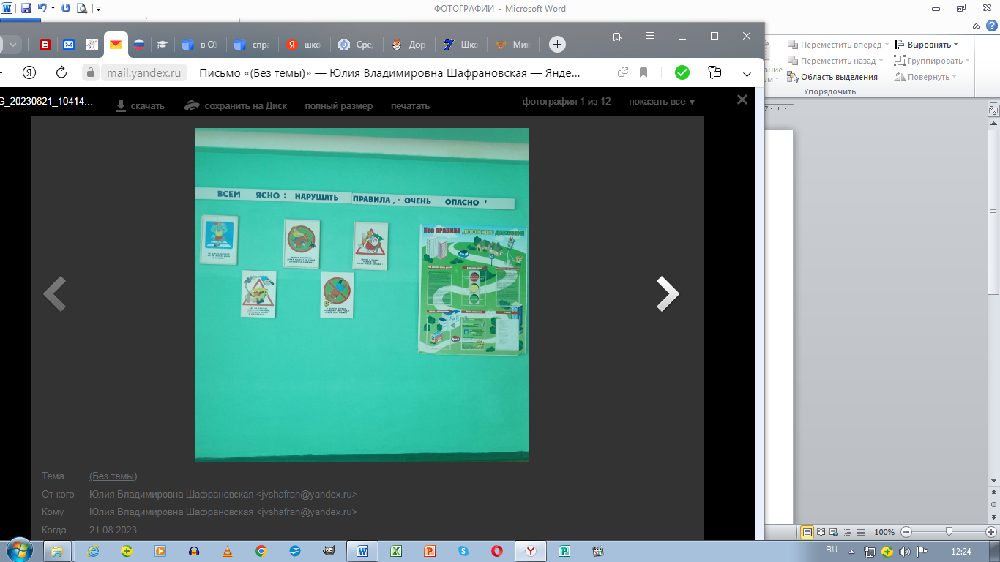 ФОТОГРАФИИ - Microsoft Word
в ОУ
спра
шко
Сре
Дор
Шко
Мин
mail.yandex.ru
Письмо «(Без темы)» — Юлия Владимировна Шафрановская — Янде...
Переместить вперед
Выровнять
Переместить назад
Группировать
Область выделения
Повернуть
Упорядочить
G_20230821_10414...
скачать
сохранить на Диск
полный размер
печатать
фотография 1 из 12
показать все
ВСЕМ ЯСНО: НАРУШАТЬ ПРАВИЛА,- ОЧЕНЬ ОПАСНО!
Про ПРАВИЛА ДОРОЖНОГО ДВИЖЕНИЯ
Тема (Без темы)
От кого Юлия Владимировна Шафрановская <jvshafran@yandex.ru>
Кому Юлия Владимировна Шафрановская <jvshafran@yandex.ru>
Когда 21.08.2023
100%
RU
12:24